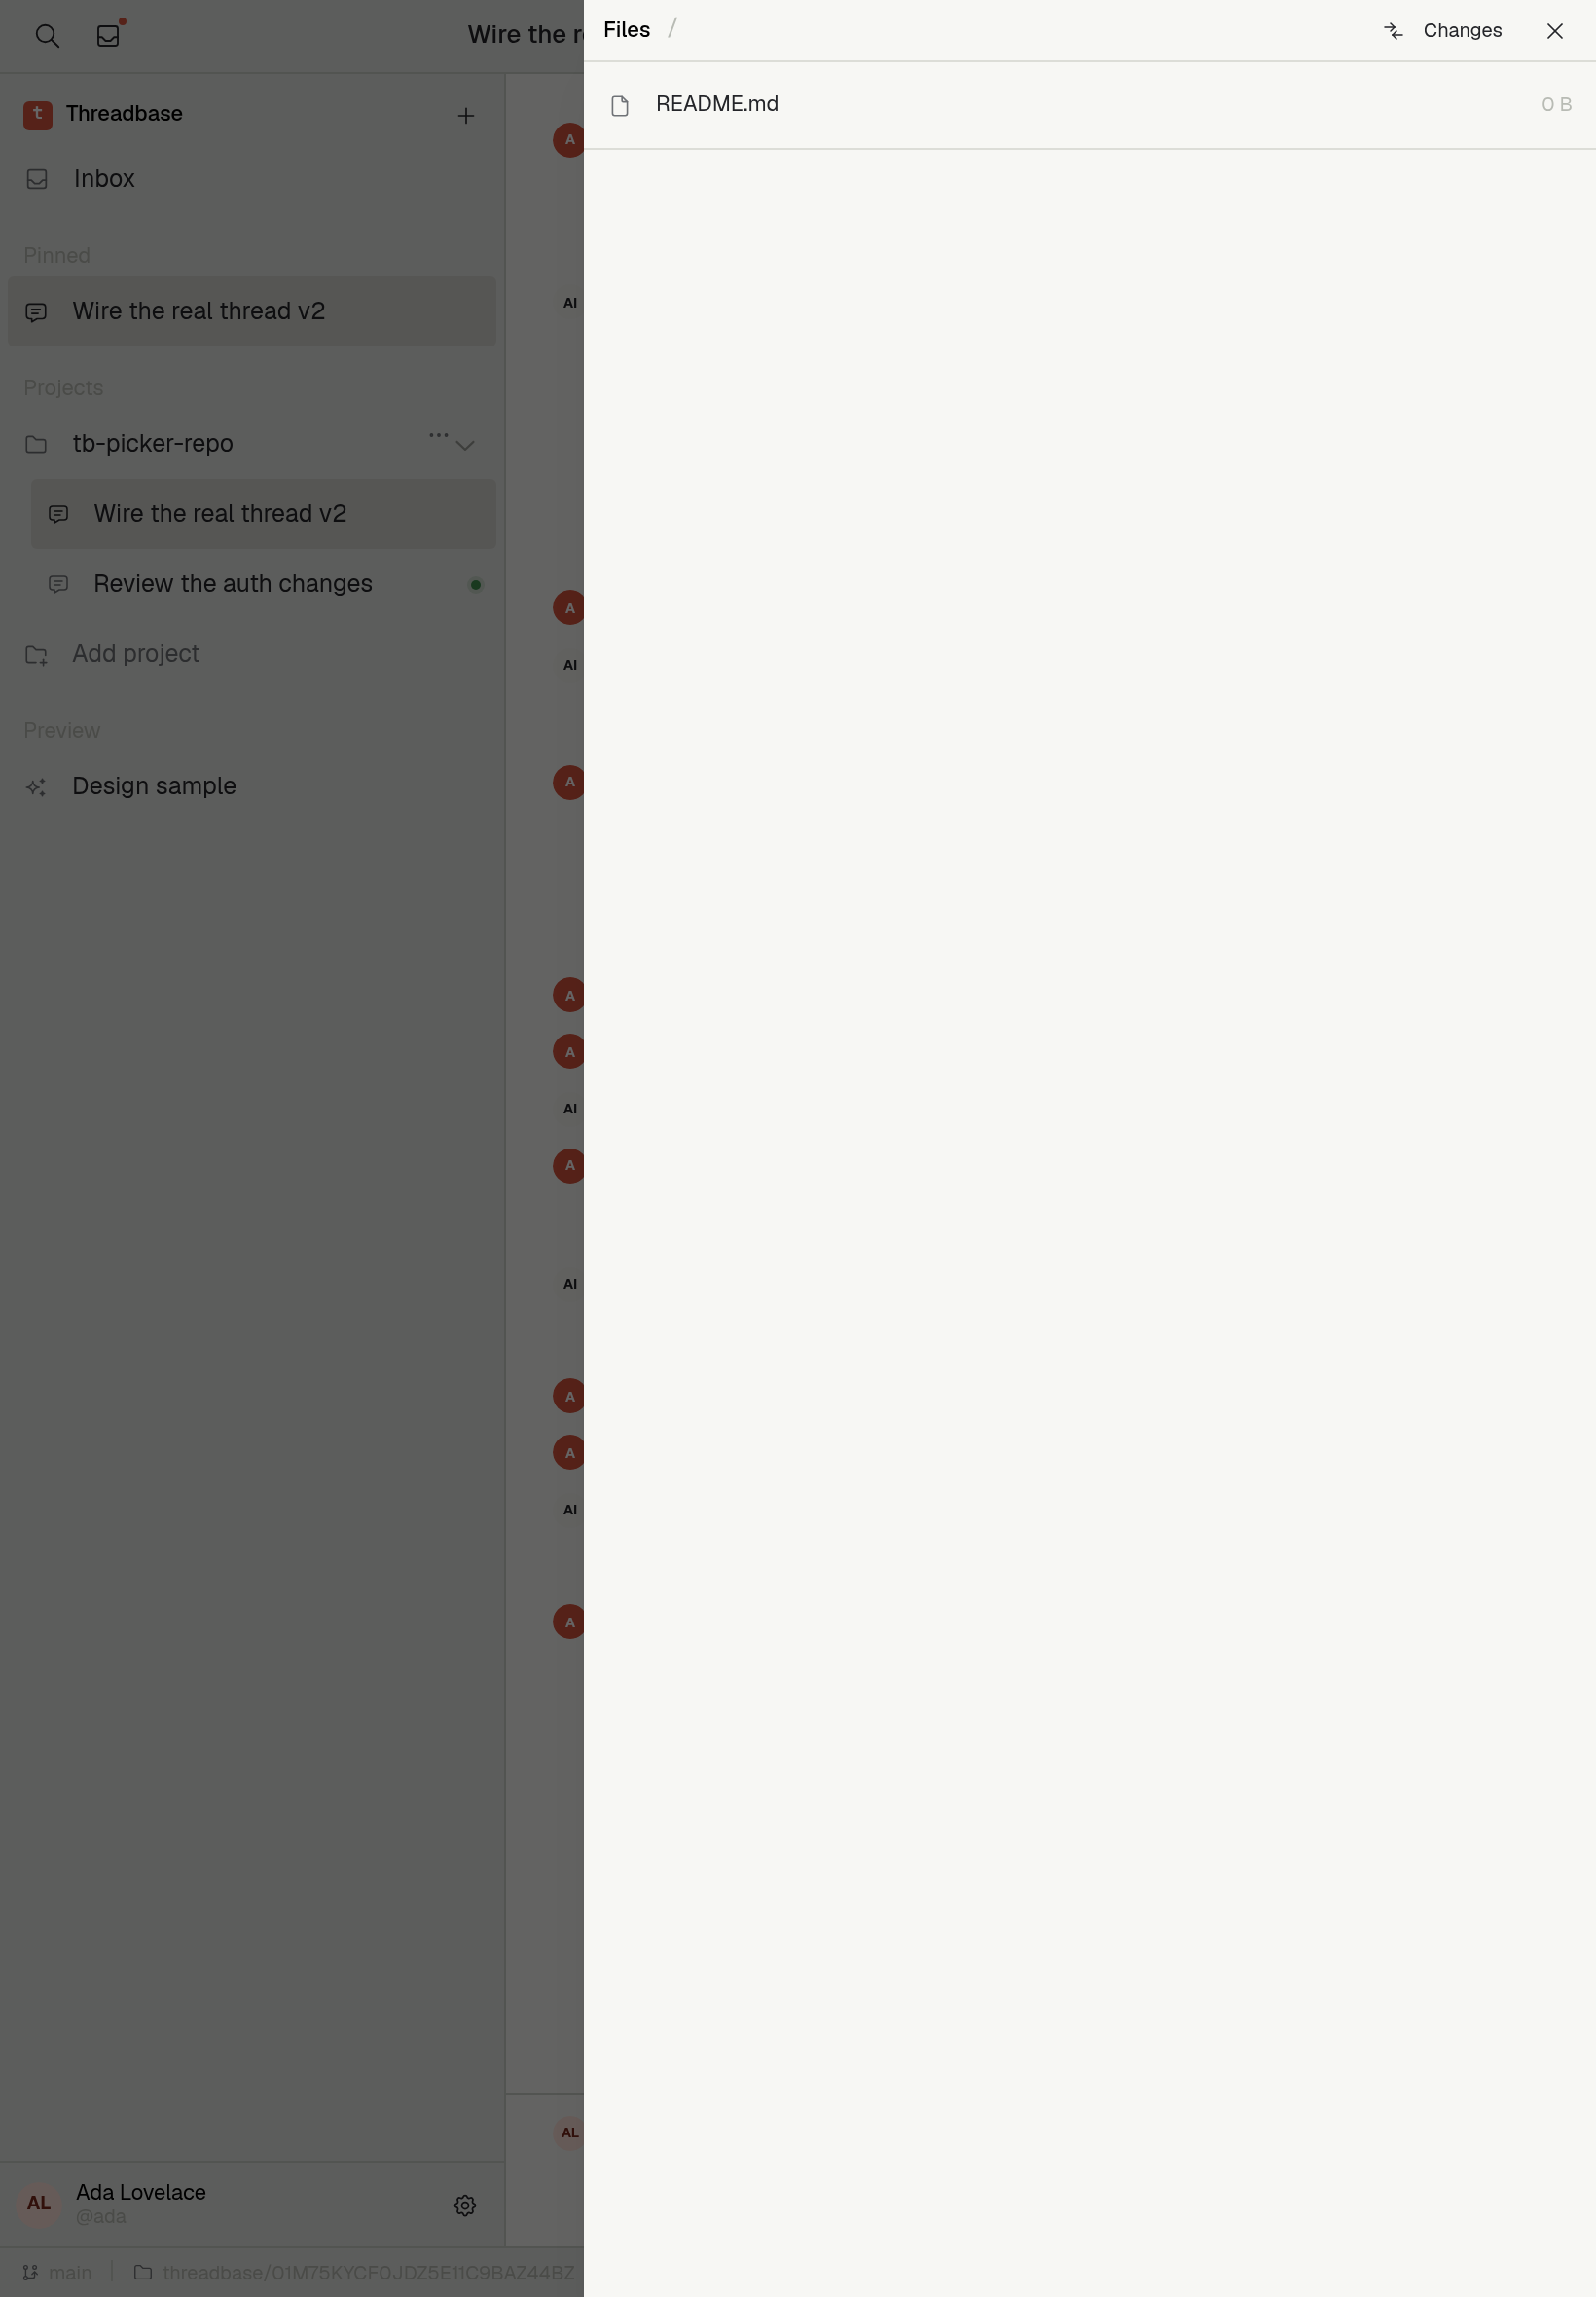 Wire the r
Files /
Changes
README.md
0 B
t
Threadbase
Inbox
Pinned
Wire the real thread v2
Projects
tb-picker-repo
Wire the real thread v2
Review the auth changes
Add project
Preview
Design sample
A
AI
A
AI
A
A
A
AI
A
AI
A
A
AI
A
AL
AL
Ada Lovelace
@ada
main
threadbase/01M75KYCF0JDZ5E11C9BAZ44BZ